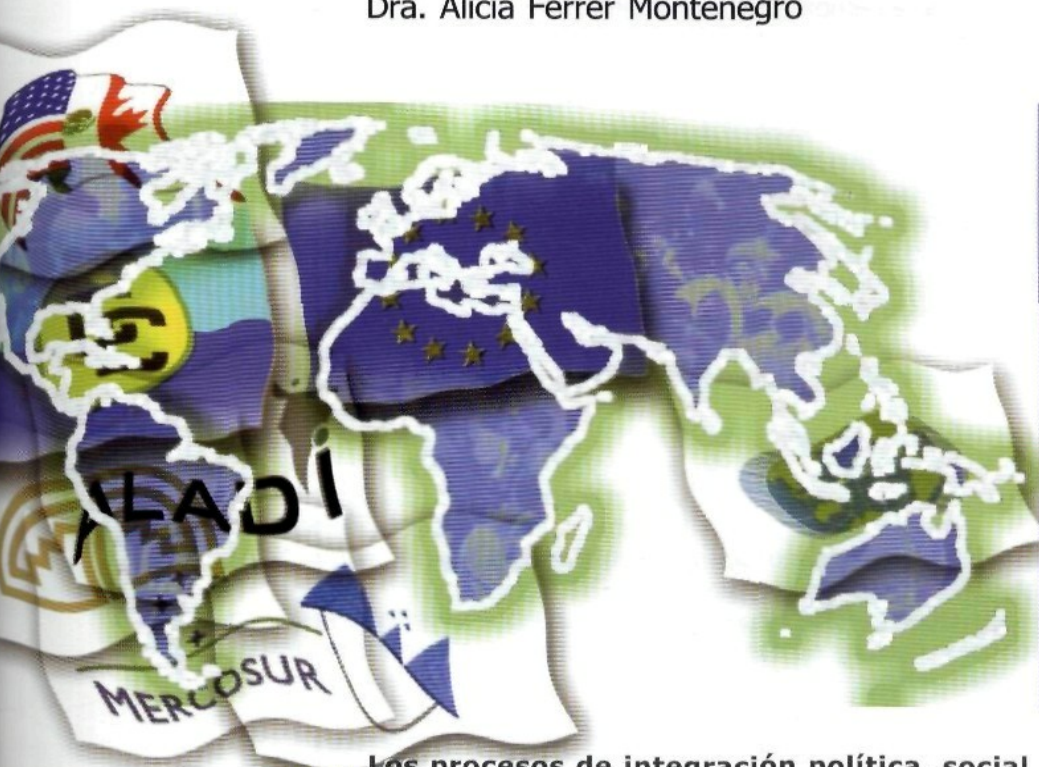 Dra. Alicia Ferrer Montenegro
ALADi
MERCOSUR
Los procesos de integración política, social